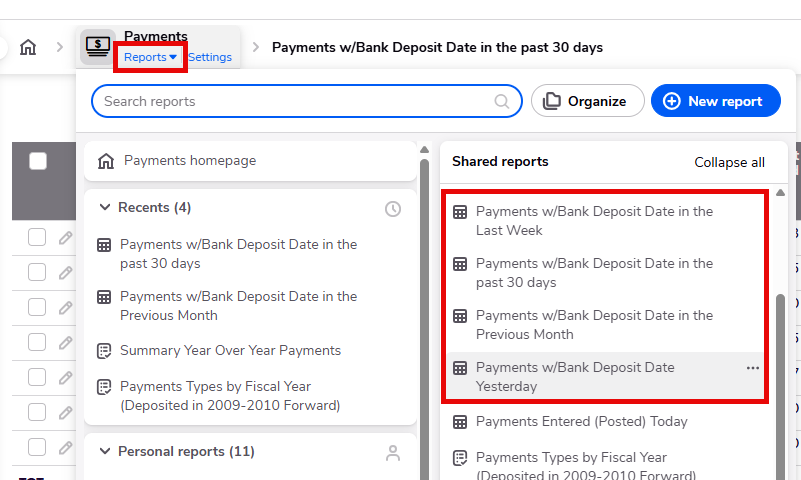 Payments
Reports
Settings
Payments w/Bank Deposit Date in the past 30 days
Search reports
Organize
New report
Payments homepage
Recents (4)
Payments w/Bank Deposit Date in the
past 30 days
Payments w/Bank Deposit Date in the
Previous Month
Summary Year Over Year Payments
Payments Types by Fiscal Year
(Deposited in 2009-2010 Forward)
Personal reports (11)
Shared reports
Collapse all
Payments w/Bank Deposit Date in the
Last Week
Payments w/Bank Deposit Date in the
past 30 days
Payments w/Bank Deposit Date in the
Previous Month
Payments w/Bank Deposit Date
Yesterday
Payments Entered (Posted) Today
Payments Types by Fiscal Year
(Deposited in 2009-2010 Forward)